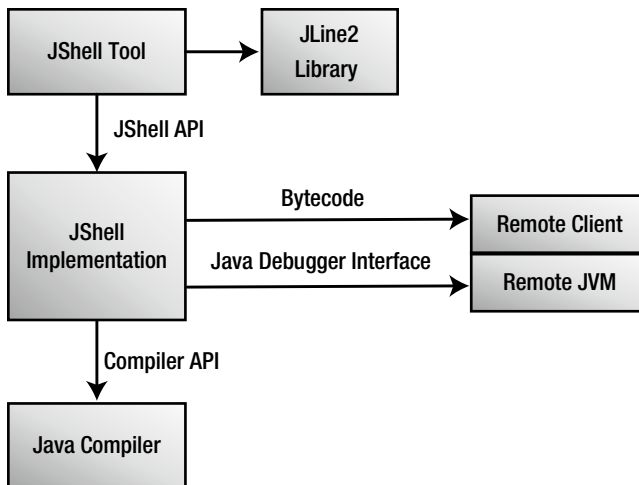 JShell Tool
JLine2
Library
JShell API
JShell
Implementation
Bytecode
Remote Client
Java Debugger Interface
Remote JVM
Compiler API
Java Compiler